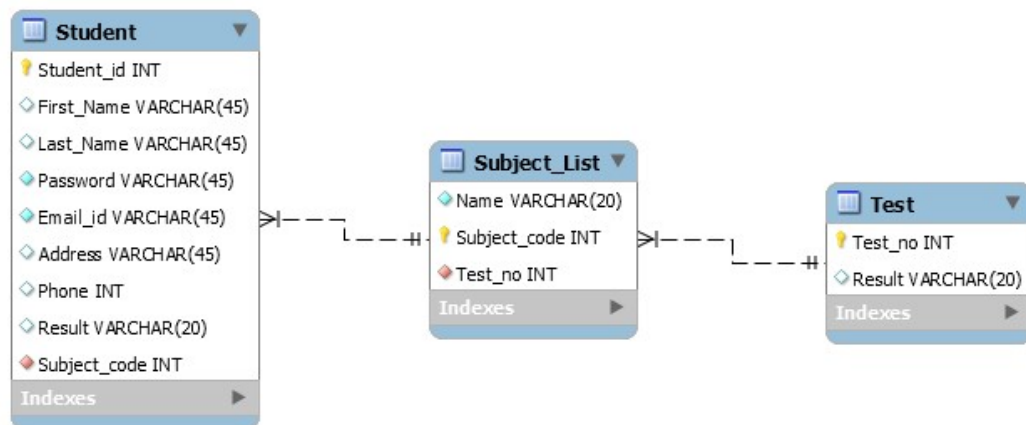 Student
Student_id INT
First_Name VARCHAR(45)
Last_Name VARCHAR(45)
Password VARCHAR(45)
Email_id VARCHAR(45)
Address VARCHAR(45)
Phone INT
Result VARCHAR(20)
Subject_code INT
Indexes
Subject_List
Name VARCHAR(20)
Subject_code INT
Test_no INT
Indexes
Test
Test_no INT
Result VARCHAR(20)
Indexes